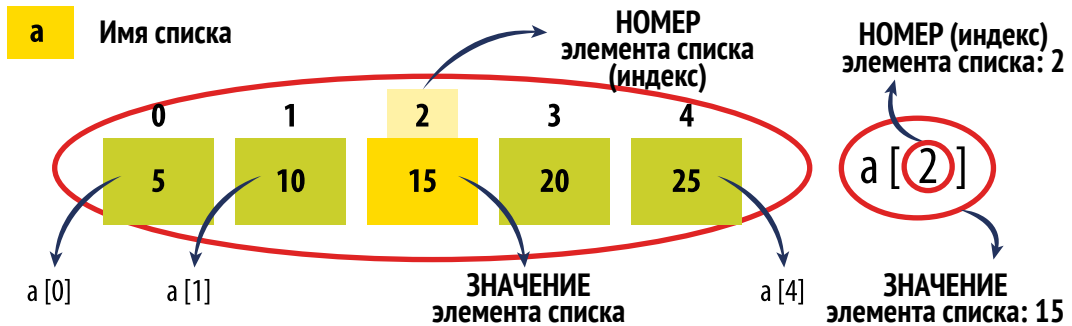 a Имя списка
НОМЕР
элемента списка
(индекс)
НОМЕР (индекс)
элемента списка: 2
0 1 2 3 4
5 10 15 20 25
a [2]
a [0] a [1]
ЗНАЧЕНИЕ
элемента списка
a [4]
ЗНАЧЕНИЕ
элемента списка: 15